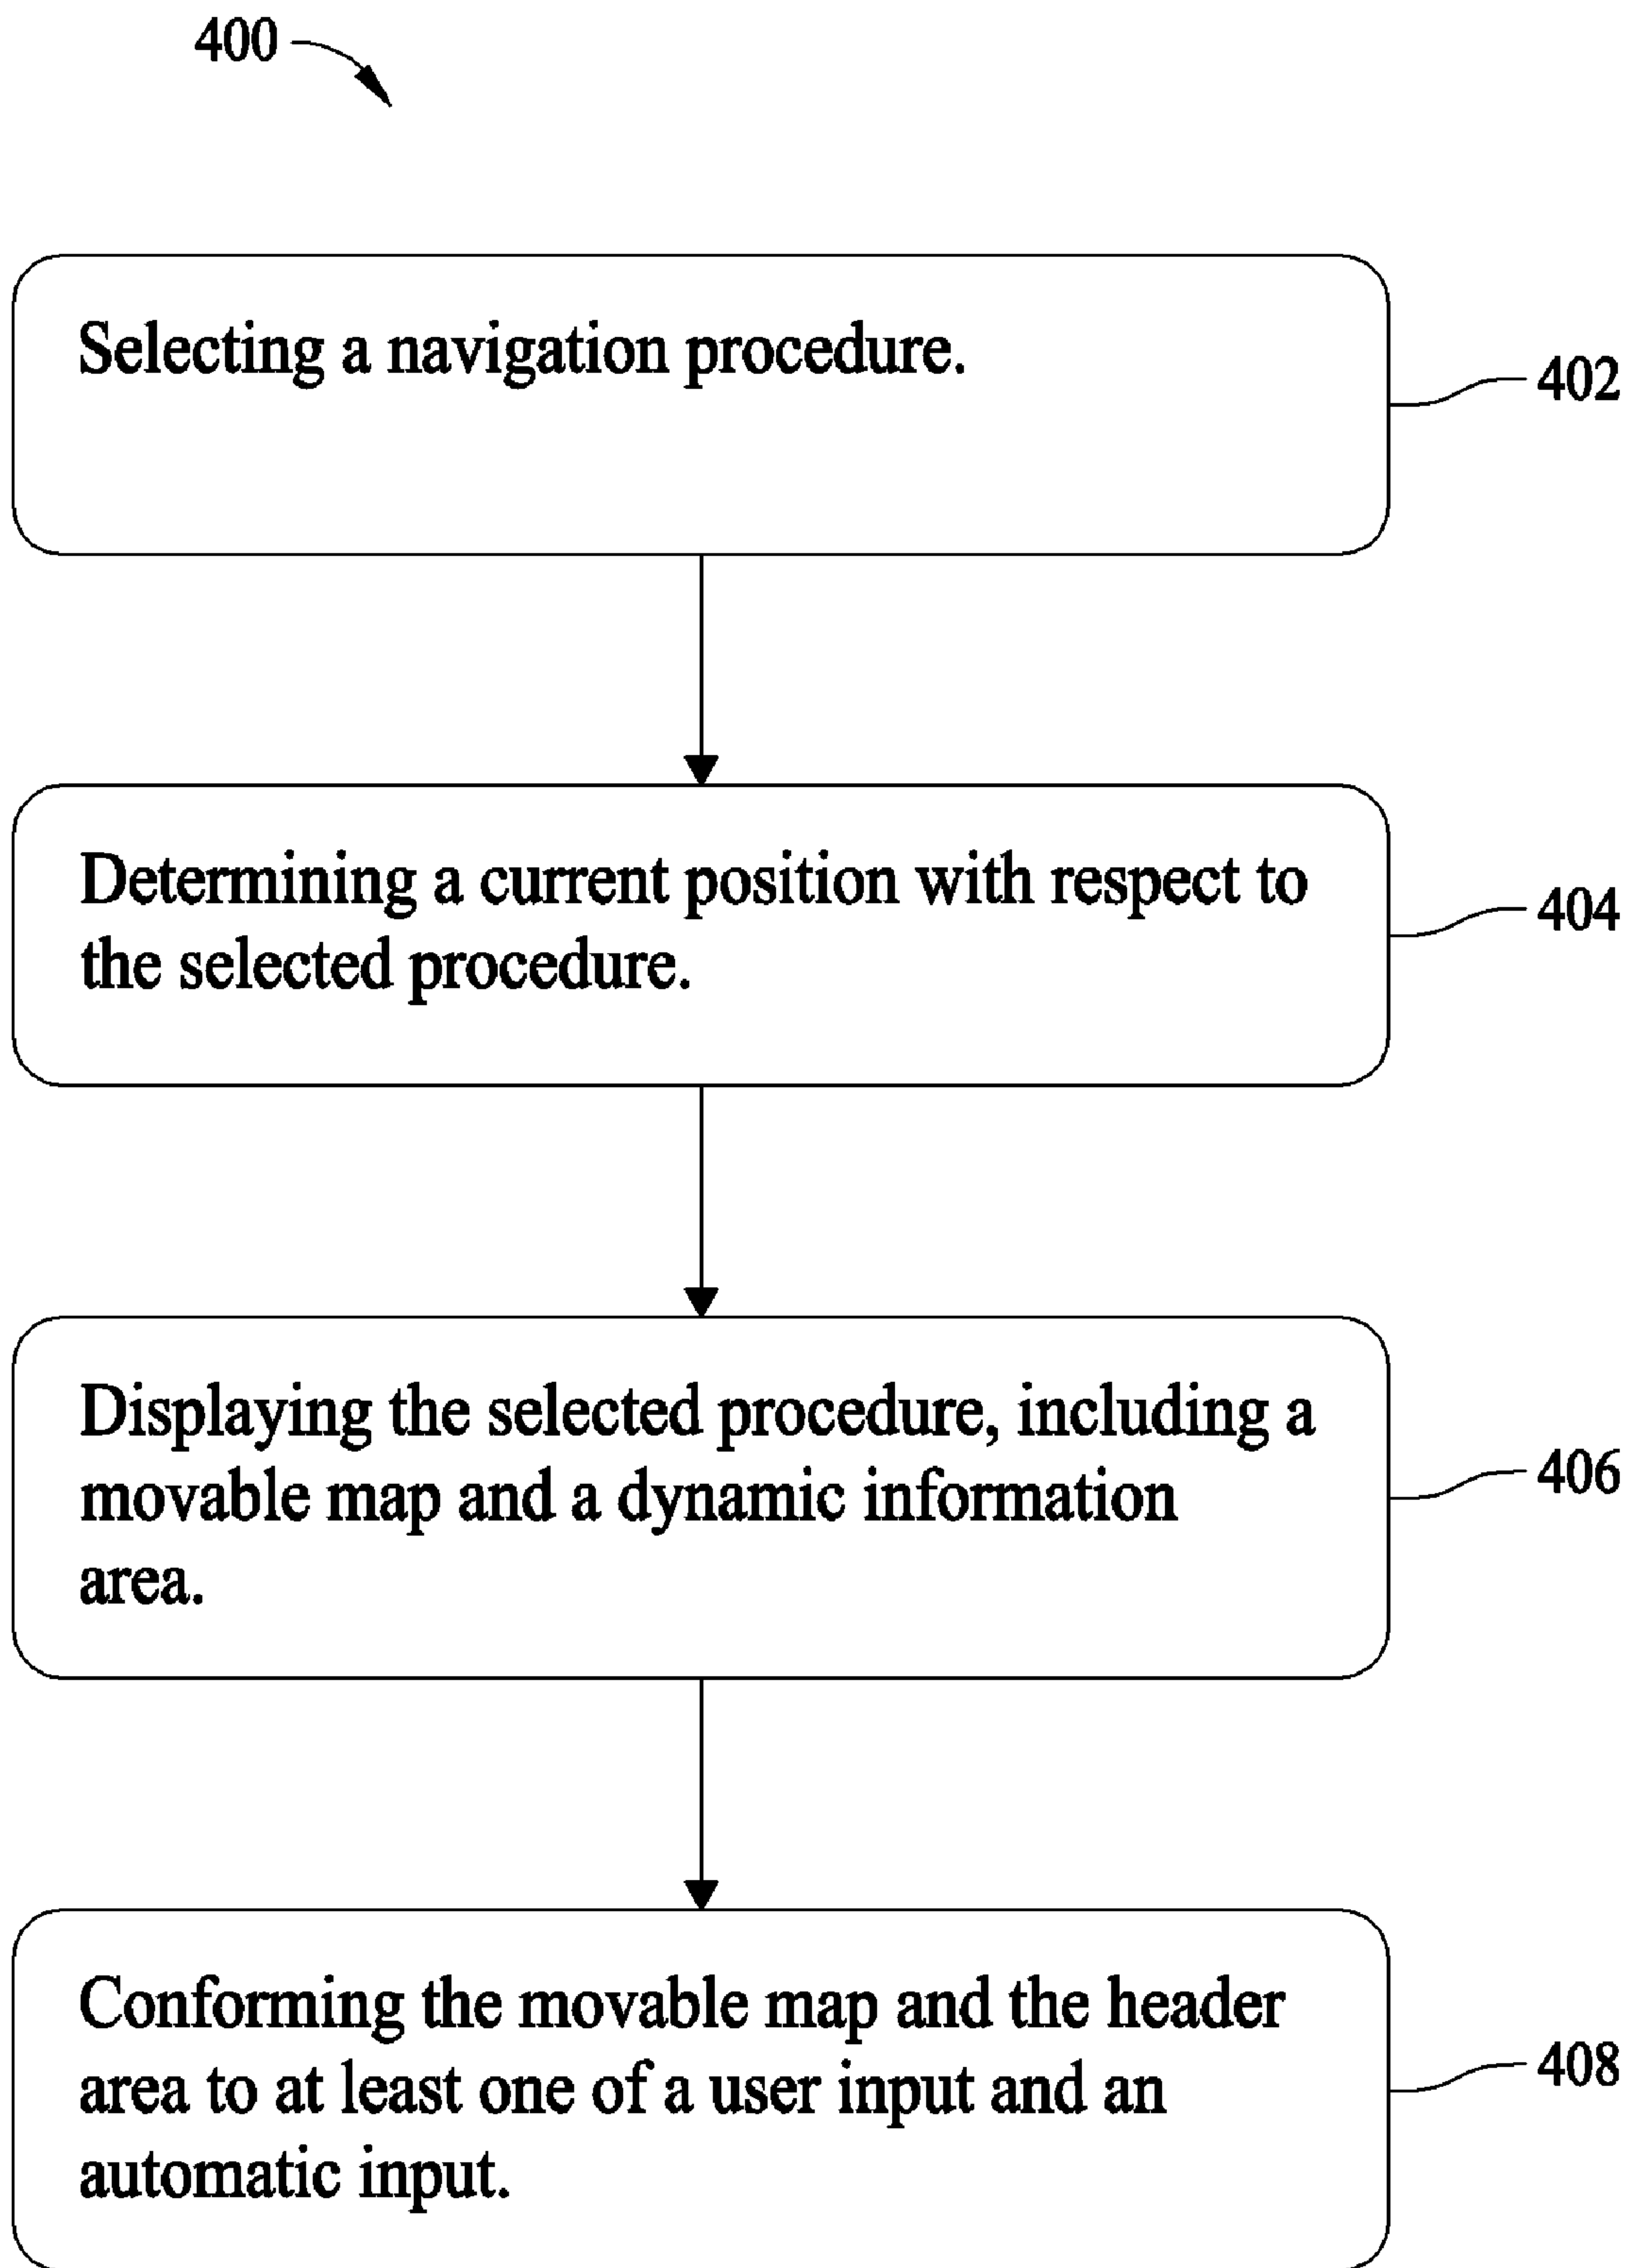 400
Selecting a navigation procedure.
402
Determining a current position with respect to
the selected procedure.
404
Displaying the selected procedure, including a
movable map and a dynamic information
area.
406
Conforming the movable map and the header
area to at least one of a user input and an
automatic input.
408